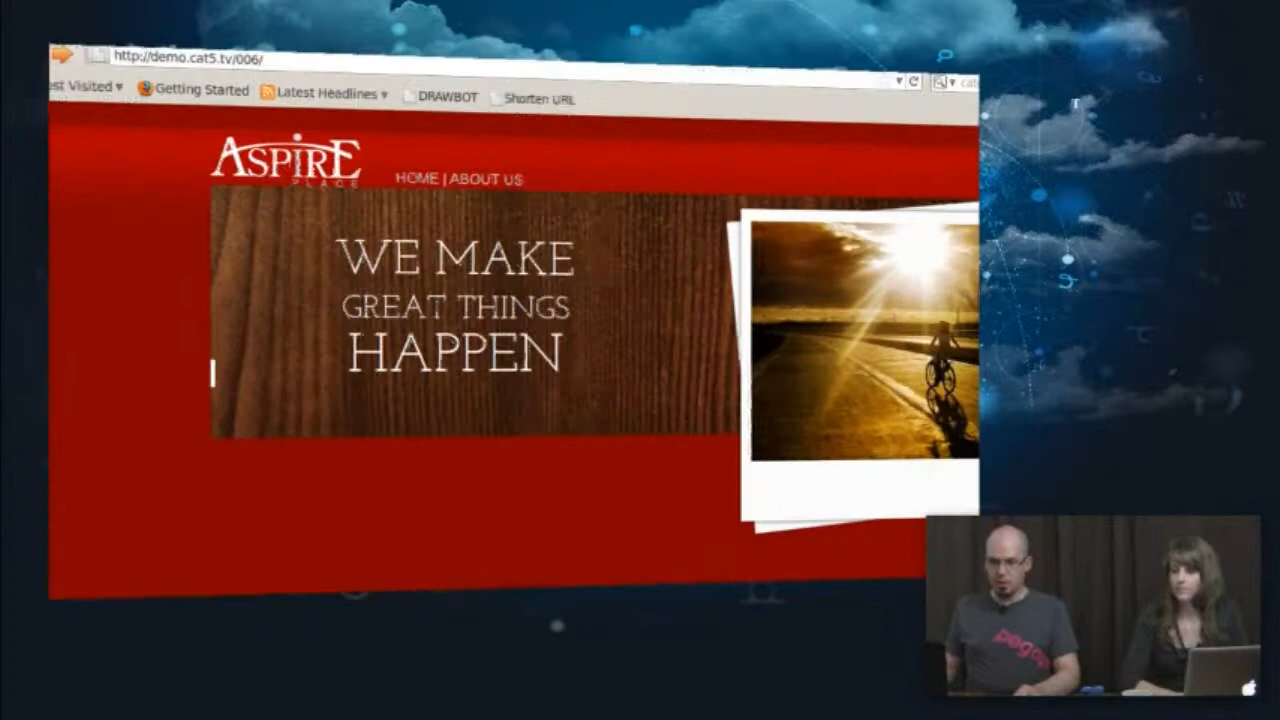 http://demo.cat5.tv/006/
st Visited
Getting Started
Latest Headlines
DRAWBOT
Shorten URL
ASPIRE
PLACE
HOME | ABOUT US
WE MAKE
GREAT THINGS
HAPPEN